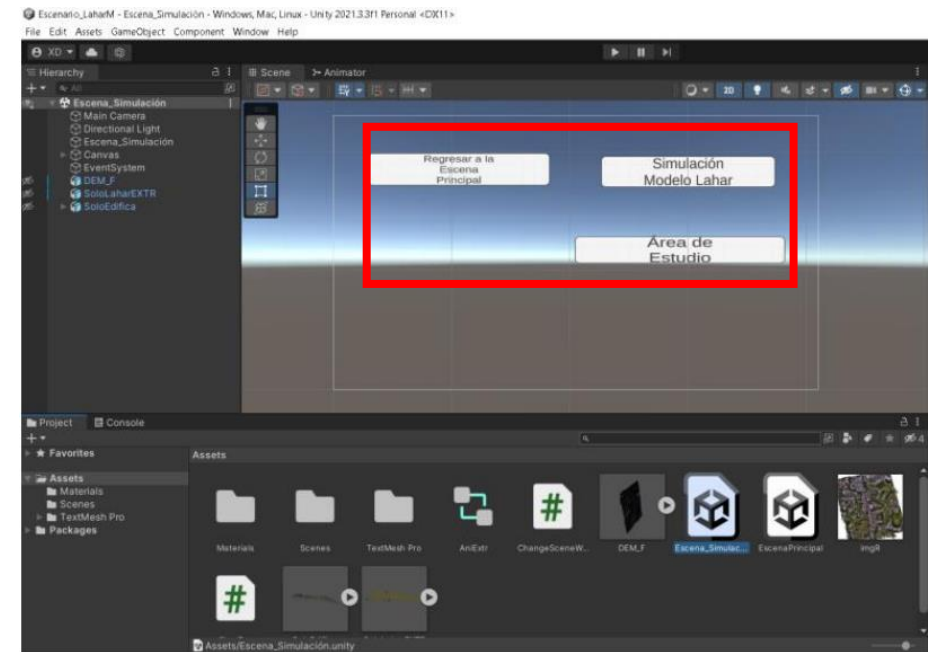 Escenario_LaharM - Escena_Simulación - Windows, Mac, Linux - Unity 2021.3.3f1 Personal <DX11>
File Edit Assets GameObject Component Window Help
XD
Hierarchy
Scene Animator
All
2D
Escena_Simulación
Main Camera
Directional Light
Escena_Simulación
Canvas
EventSystem
DEM_F
SoloLaharEXTR
SoloEdifica
Regresar a la
Escena
Principal
Simulación
Modelo Lahar
Área de
Estudio
Project Console
4
Favorites
Assets
Materials
Scenes
TextMesh Pro
Packages
Assets
Materials Scenes TextMesh Pro AniExtr ChangeSceneW... DEM_F Escena_Simulac... EscenaPrincipal ImgR
Assets/Escena_Simulación.unity